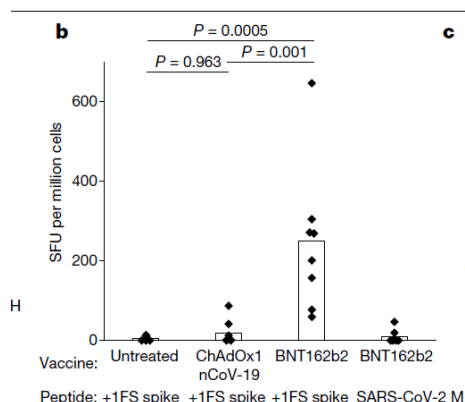 b
c
P = 0.0005
P = 0.963
P = 0.001
SFU per million cells
600
400
200
0
H
Vaccine: Untreated ChAdOx1 BNT162b2 BNT162b2
nCoV-19
Peptide: +1FS spike +1FS spike +1FS spike SARS-CoV-2 M